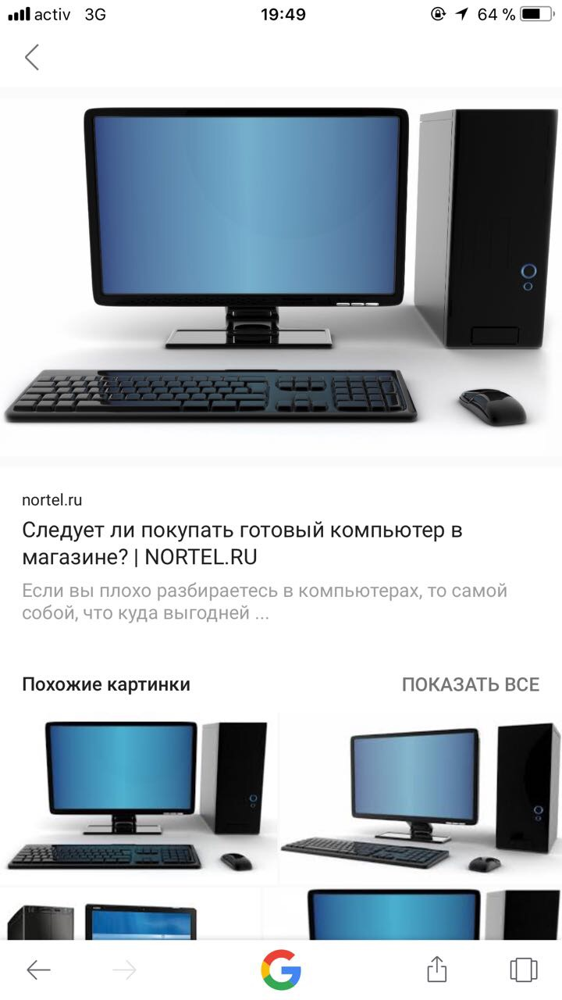 activ 3G 19:49 64 %
nortel.ru
Следует ли покупать готовый компьютер в
магазине? | NORTEL.RU
Если вы плохо разбираетесь в компьютерах, то самой
собой, что куда выгодней ...
Похожие картинки ПОКАЗАТЬ ВСЕ